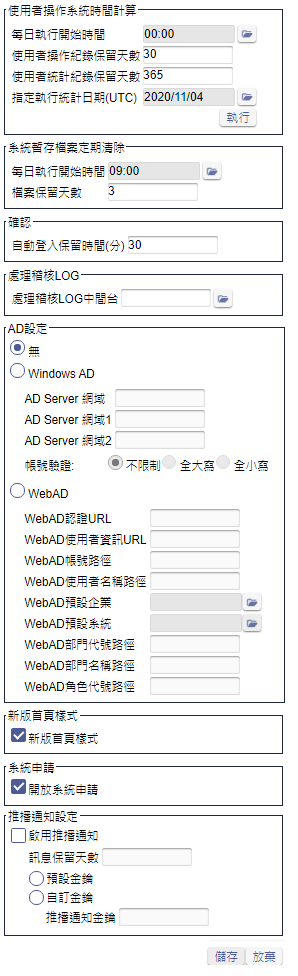 使用者操作系統時間計算
每日執行開始時間 00:00
使用者操作紀錄保留天數 30
使用者統計紀錄保留天數 365
指定執行統計日期(UTC) 2020/11/04
執行
系統暫存檔案定期清除
每日執行開始時間 09:00
檔案保留天數 3
確認
自動登入保留時間(分) 30
處理稽核LOG
處理稽核LOG中間台
AD設定
無
Windows AD
AD Server 網域
AD Server 網域1
AD Server 網域2
帳號驗證: 不限制 全大寫 全小寫
WebAD
WebAD認證URL
WebAD使用者資訊URL
WebAD帳號路徑
WebAD使用者名稱路徑
WebAD預設企業
WebAD預設系統
WebAD部門代號路徑
WebAD部門名稱路徑
WebAD角色代號路徑
新版首頁樣式
新版首頁樣式
系統申請
開放系統申請
推播通知設定
啟用推播通知
訊息保留天數
預設金鑰
自訂金鑰
推播通知金鑰
儲存 放棄